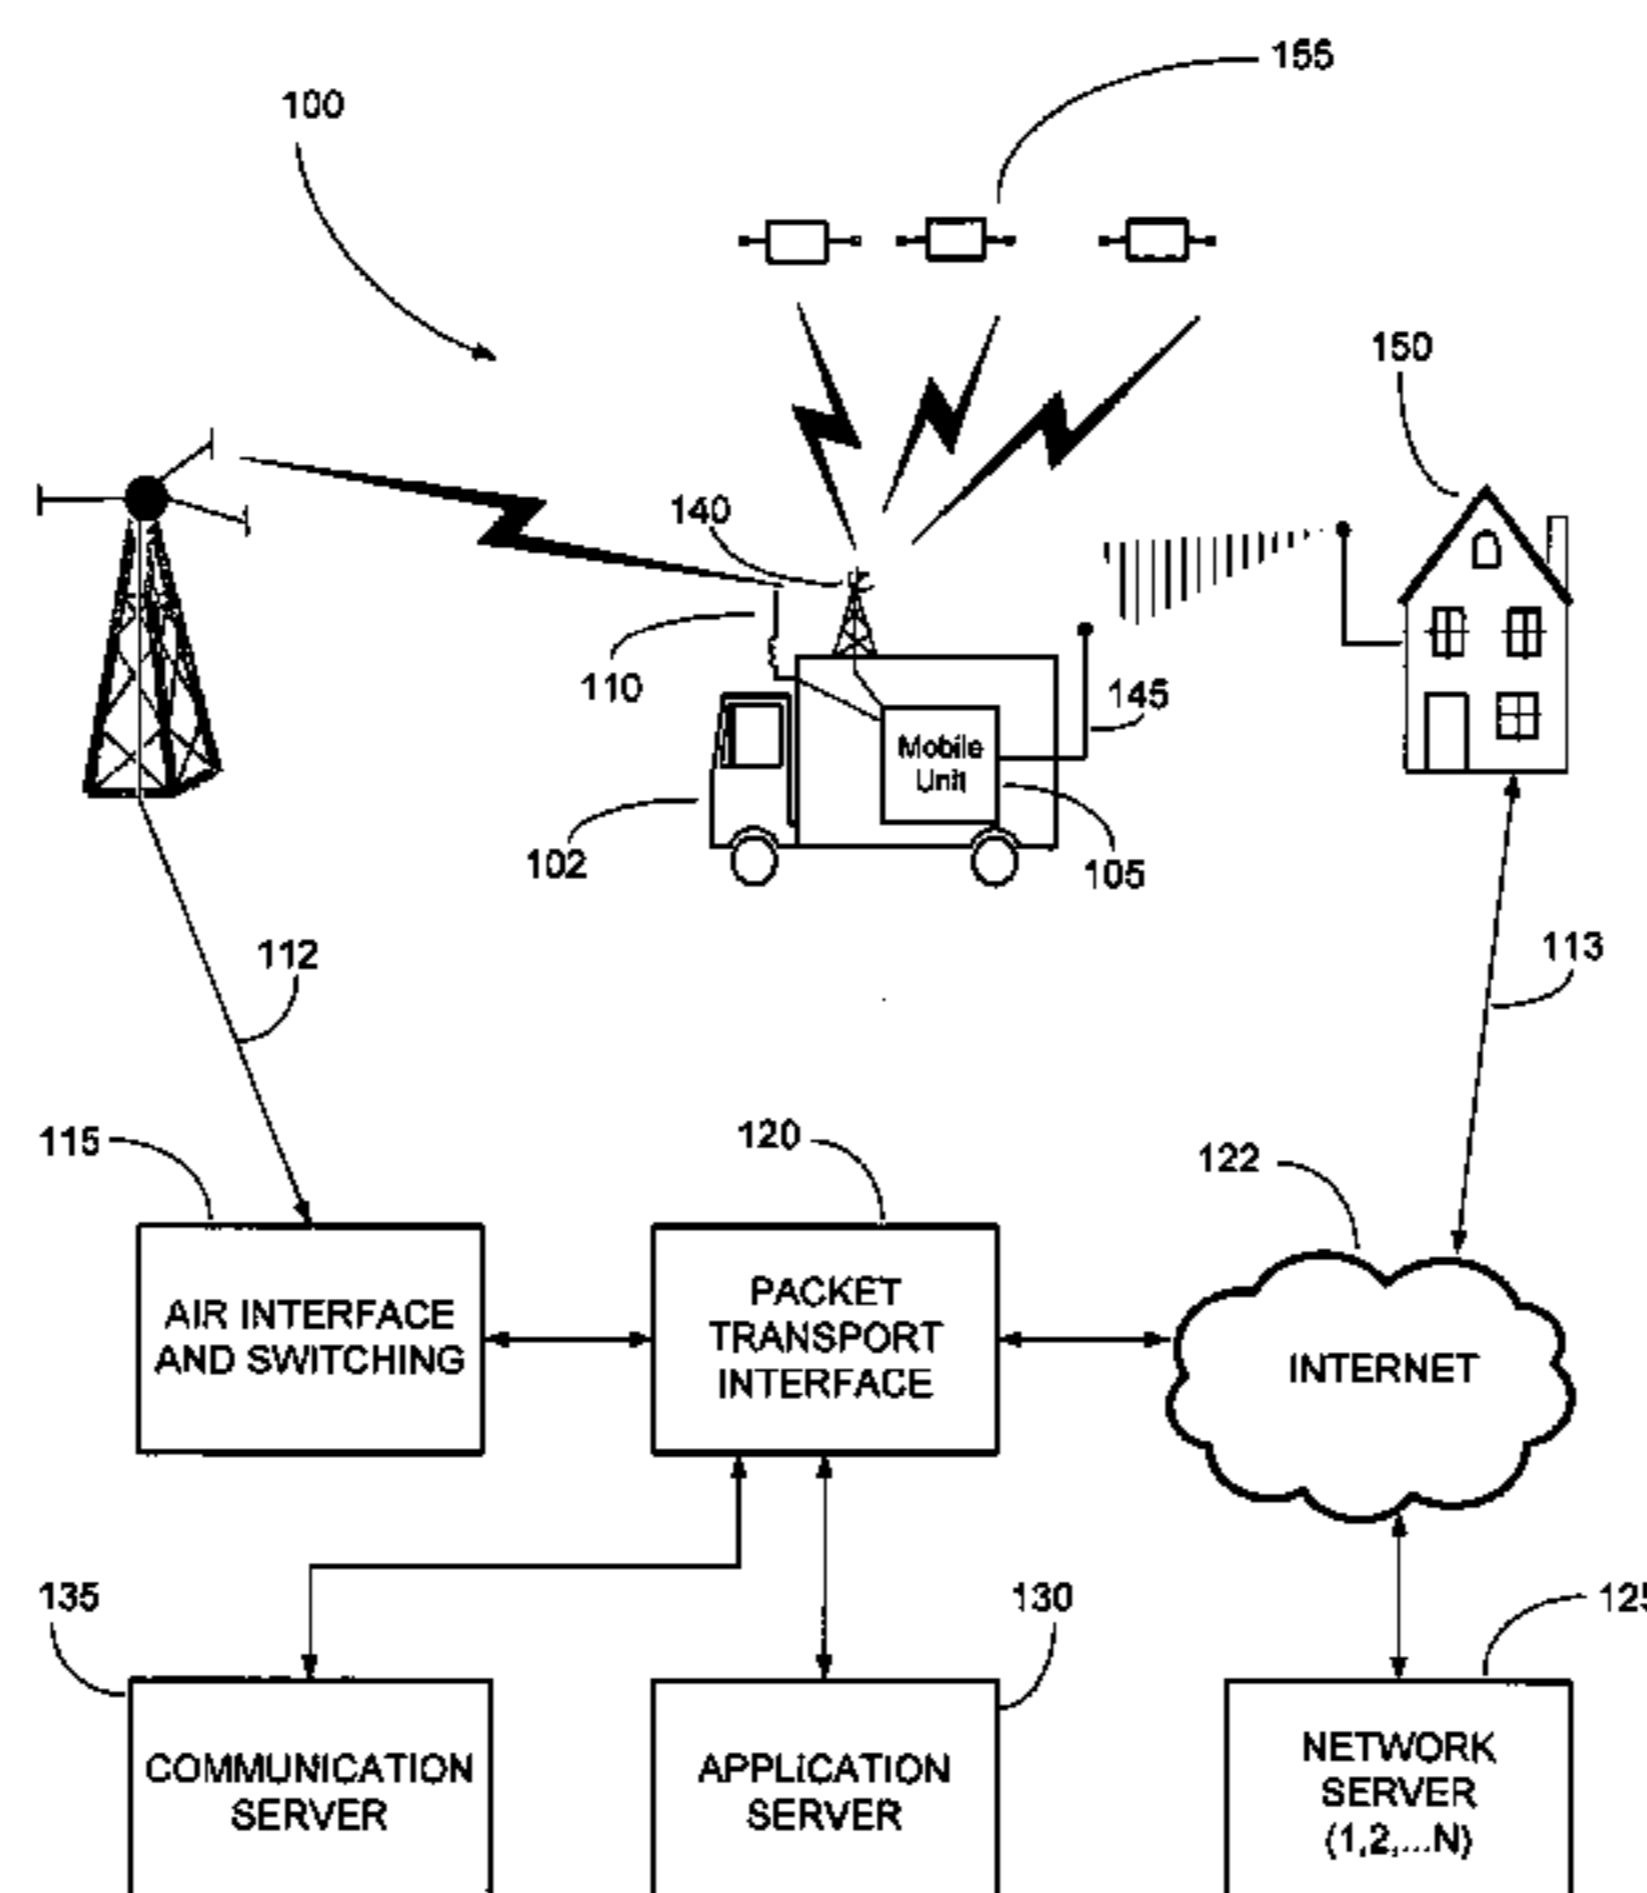 155
100
150
140
110
145
Mobile
Unit
102
105
112
113
115
120
122
AIR INTERFACE
AND SWITCHING
PACKET
TRANSPORT
INTERFACE
INTERNET
135
130
125
COMMUNICATION
SERVER
APPLICATION
SERVER
NETWORK
SERVER
(1,2,...N)